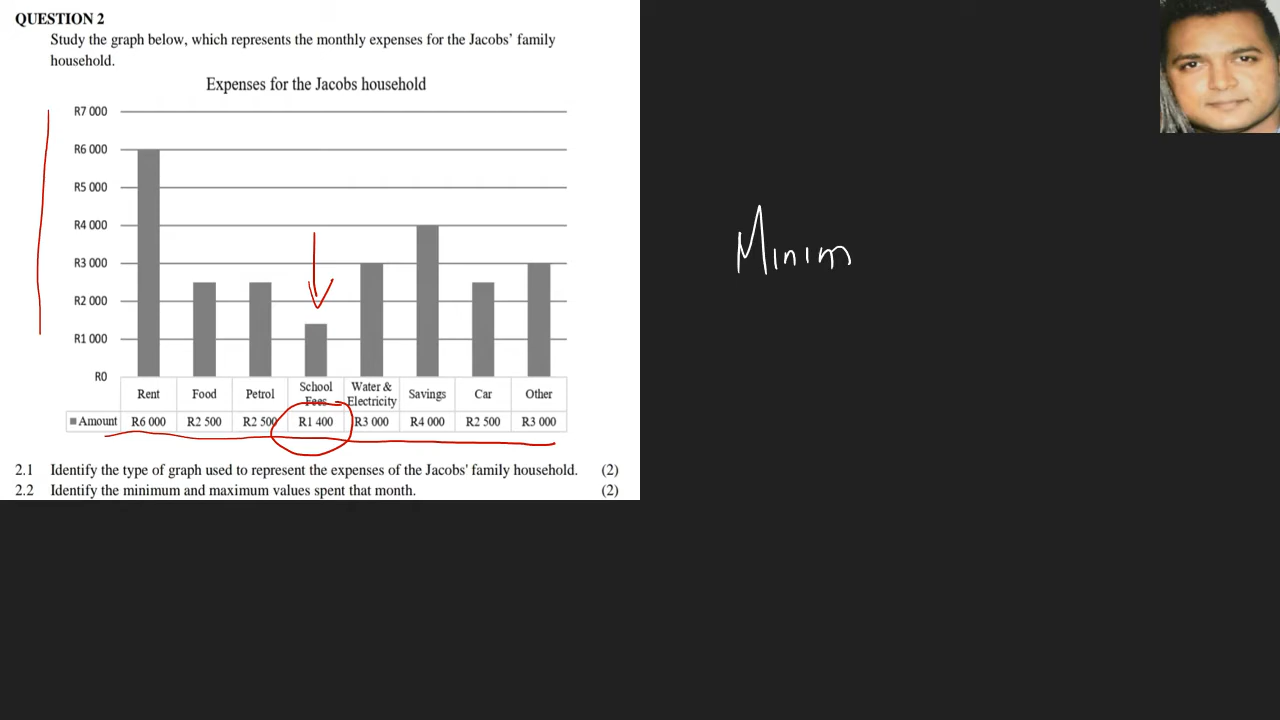 QUESTION 2
Study the graph below, which represents the monthly expenses for the Jacobs' family
household.
Expenses for the Jacobs household
R7 000
R6 000
R5 000
R4 000
R3 000
R2 000
R1 000
R0
Rent Food Petrol School Fees Water & Electricity Savings Car Other
Amount R6 000 R2 500 R2 500 R1 400 R3 000 R4 000 R2 500 R3 000
2.1 Identify the type of graph used to represent the expenses of the Jacobs' family household. (2)
2.2 Identify the minimum and maximum values spent that month. (2)
Minim